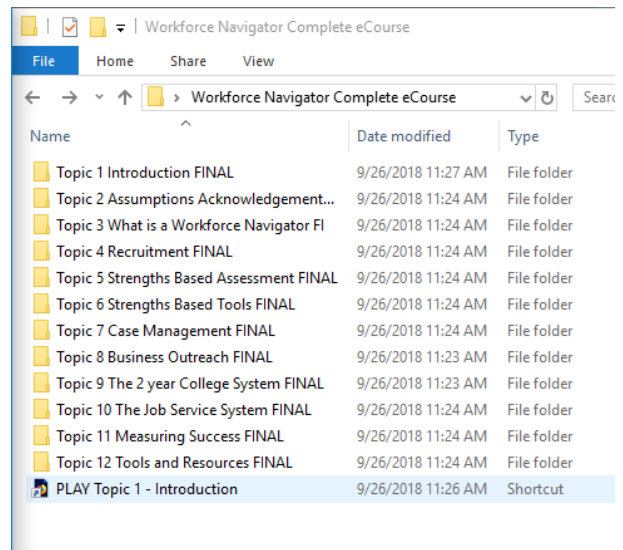 Workforce Navigator Complete eCourse
File Home Share View
Workforce Navigator Complete eCourse
Name Date modified Type
Topic 1 Introduction FINAL 9/26/2018 11:27 AM File folder
Topic 2 Assumptions Acknowledgement... 9/26/2018 11:24 AM File folder
Topic 3 What is a Workforce Navigator FI 9/26/2018 11:24 AM File folder
Topic 4 Recruitment FINAL 9/26/2018 11:24 AM File folder
Topic 5 Strengths Based Assessment FINAL 9/26/2018 11:24 AM File folder
Topic 6 Strengths Based Tools FINAL 9/26/2018 11:24 AM File folder
Topic 7 Case Management FINAL 9/26/2018 11:24 AM File folder
Topic 8 Business Outreach FINAL 9/26/2018 11:23 AM File folder
Topic 9 The 2 year College System FINAL 9/26/2018 11:23 AM File folder
Topic 10 The Job Service System FINAL 9/26/2018 11:24 AM File folder
Topic 11 Measuring Success FINAL 9/26/2018 11:24 AM File folder
Topic 12 Tools and Resources FINAL 9/26/2018 11:24 AM File folder
PLAY Topic 1 - Introduction 9/26/2018 11:26 AM Shortcut